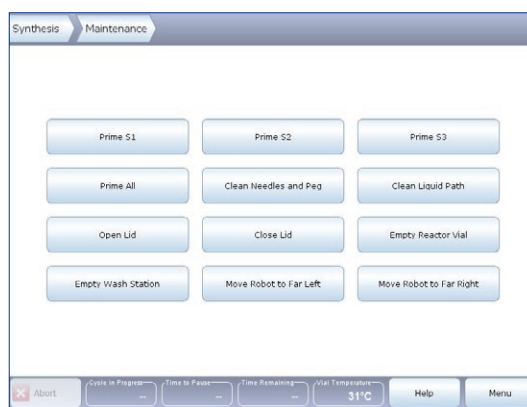 Synthesis Maintenance
Prime S1 Prime S2 Prime S3
Prime All Clean Needles and Peg Clean Liquid Path
Open Lid Close Lid Empty Reactor Vial
Empty Wash Station Move Robot to Far Left Move Robot to Far Right
Cycle in Progress Time to Pause Time Remaining Vial Temperature
Abort -- -- -- 31°C Help Menu